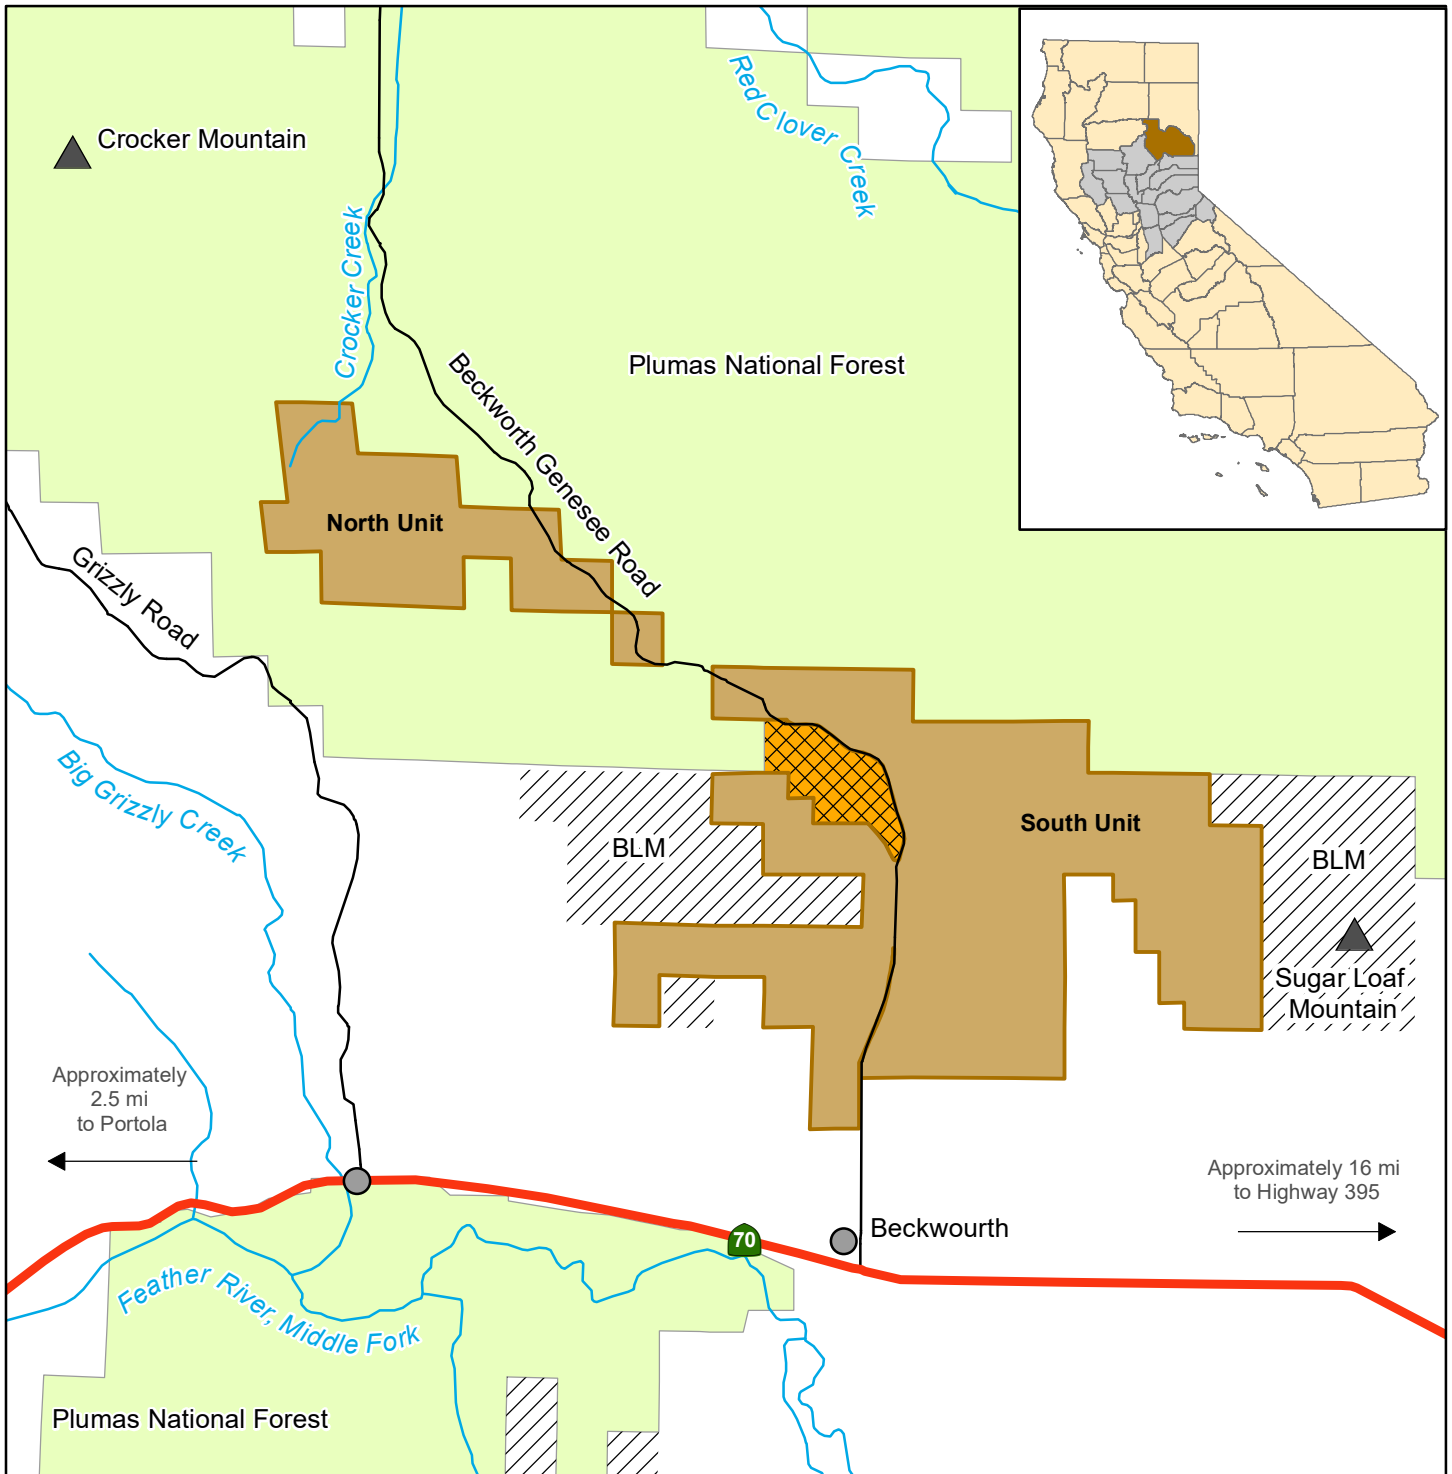 Crocker Mountain
Red Clover Creek
Crocker Creek
Beckworth Genesee Road
Plumas National Forest
North Unit
Grizzly Road
Big Grizzly Creek
BLM
South Unit
BLM
Sugar Loaf
Mountain
Approximately
2.5 mi
to Portola
Approximately 16 mi
to Highway 395
70
Beckwourth
Feather River, Middle Fork
Plumas National Forest